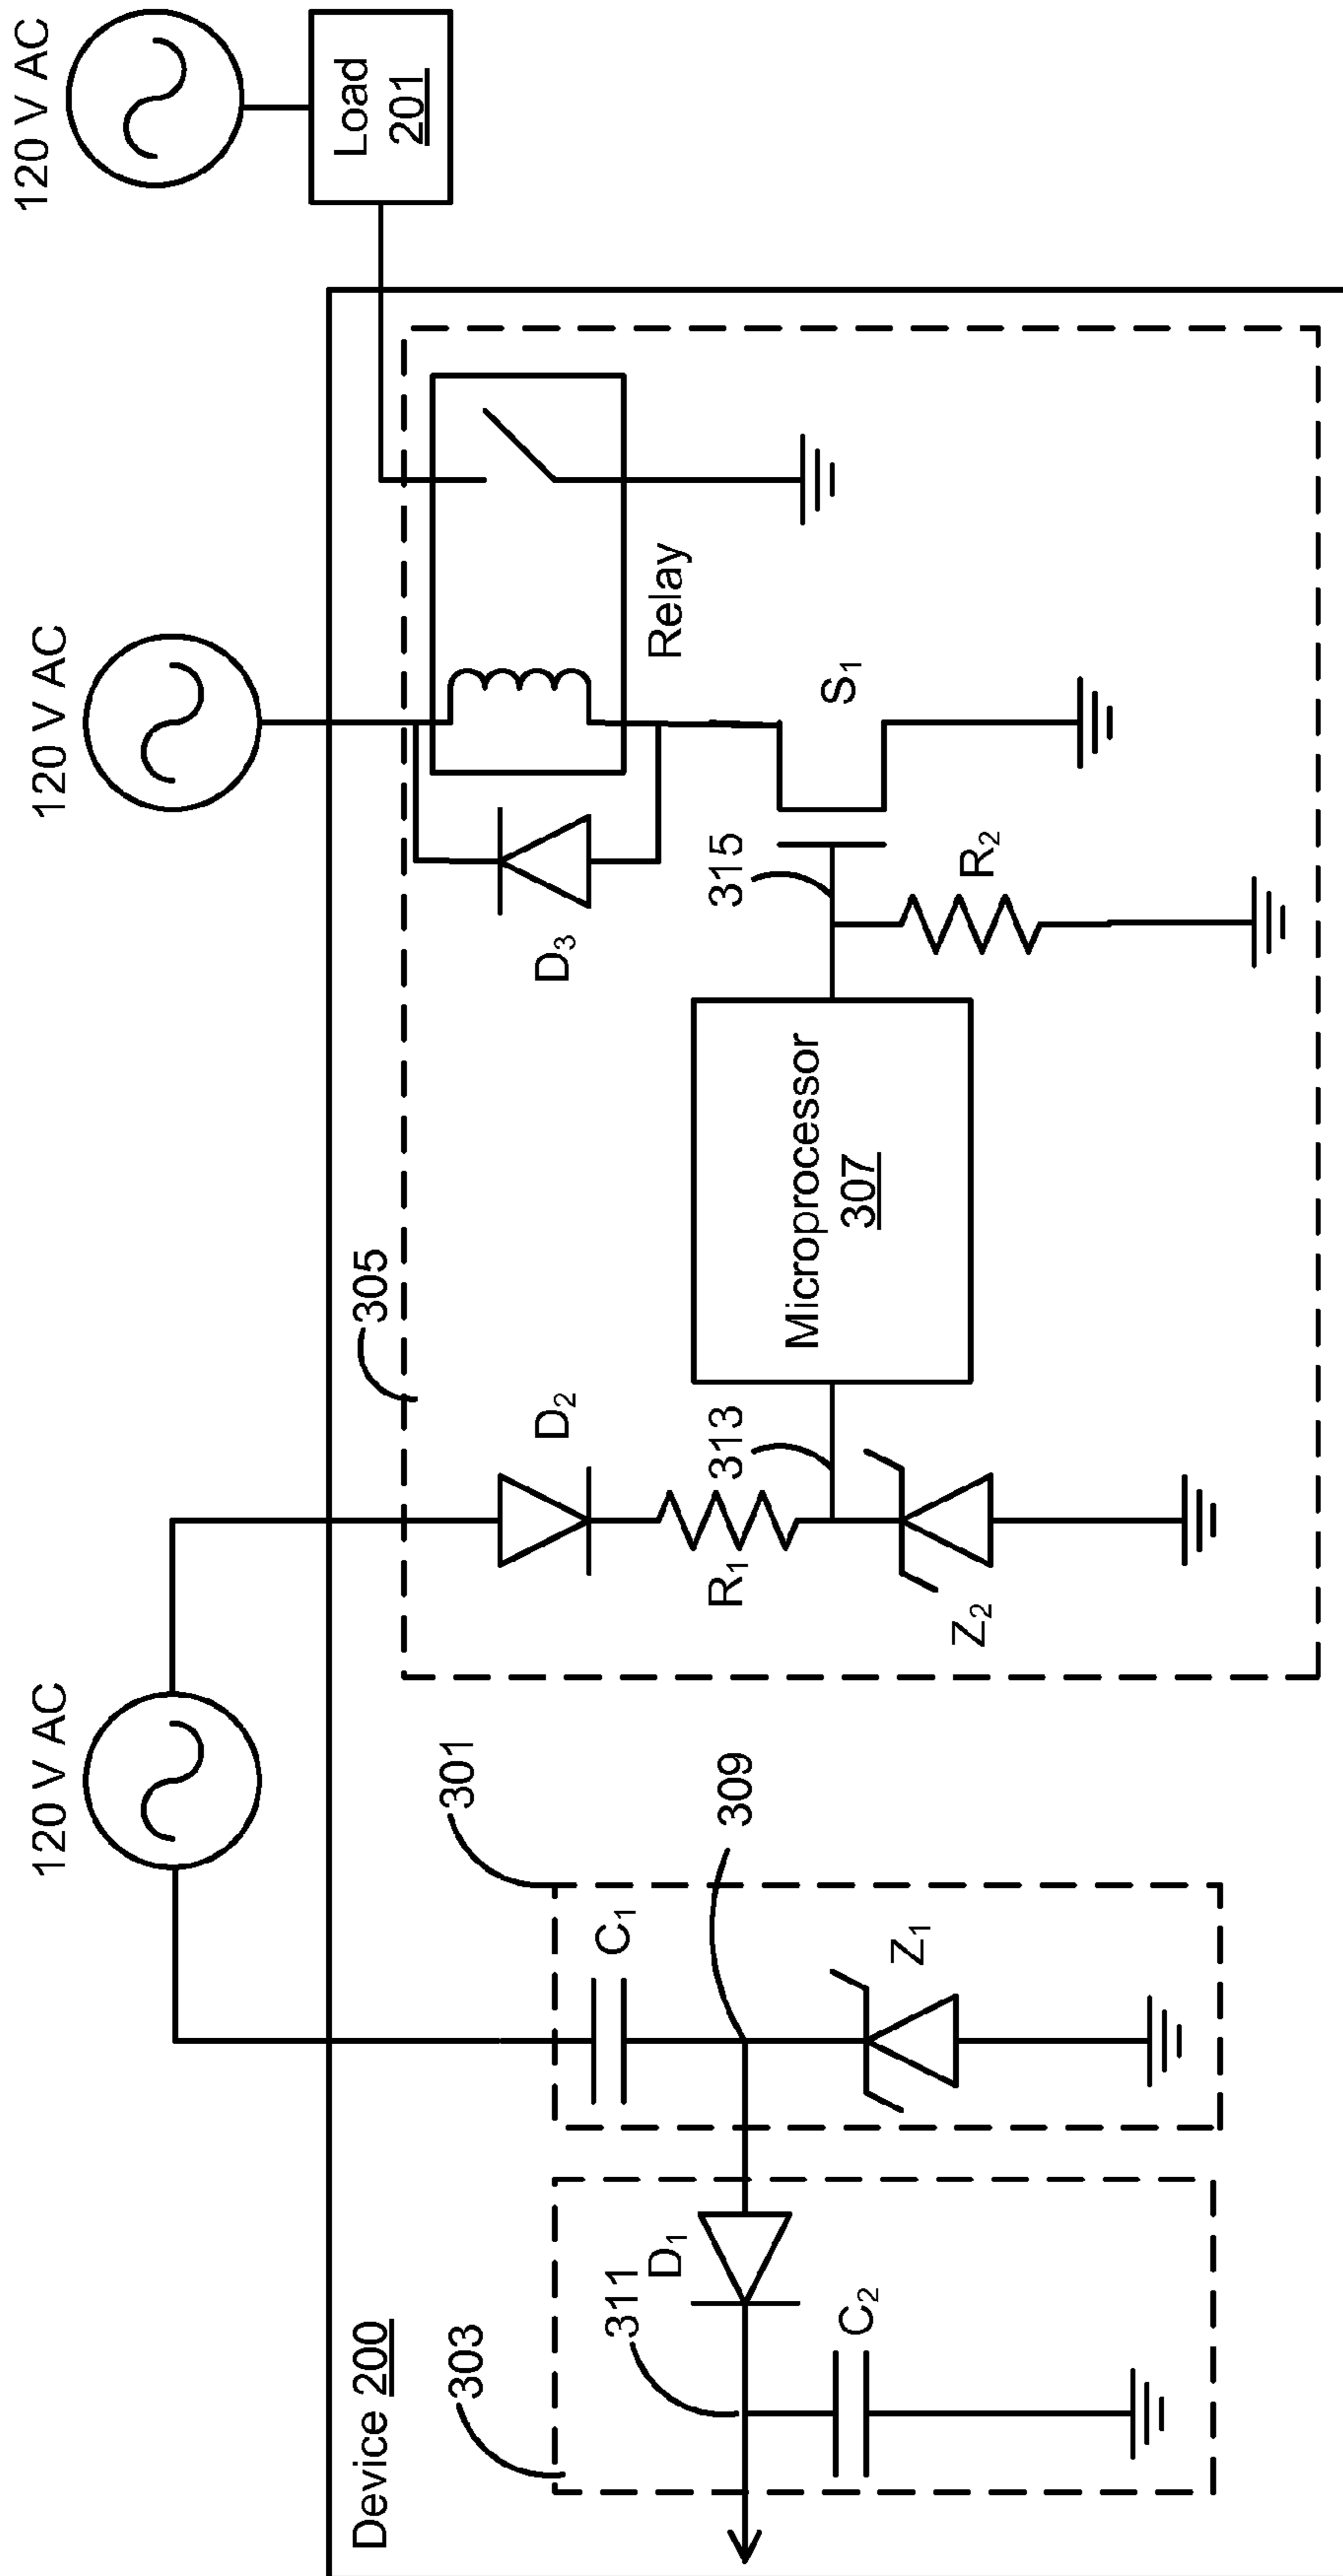 120 V AC
120 V AC
120 V AC
Load
201
Device 200
303
311
D₁
C₂
301
C₁
309
Z₁
305
D₂
R₁
313
Z₂
Microprocessor
307
D₃
315
R₂
S₁
Relay